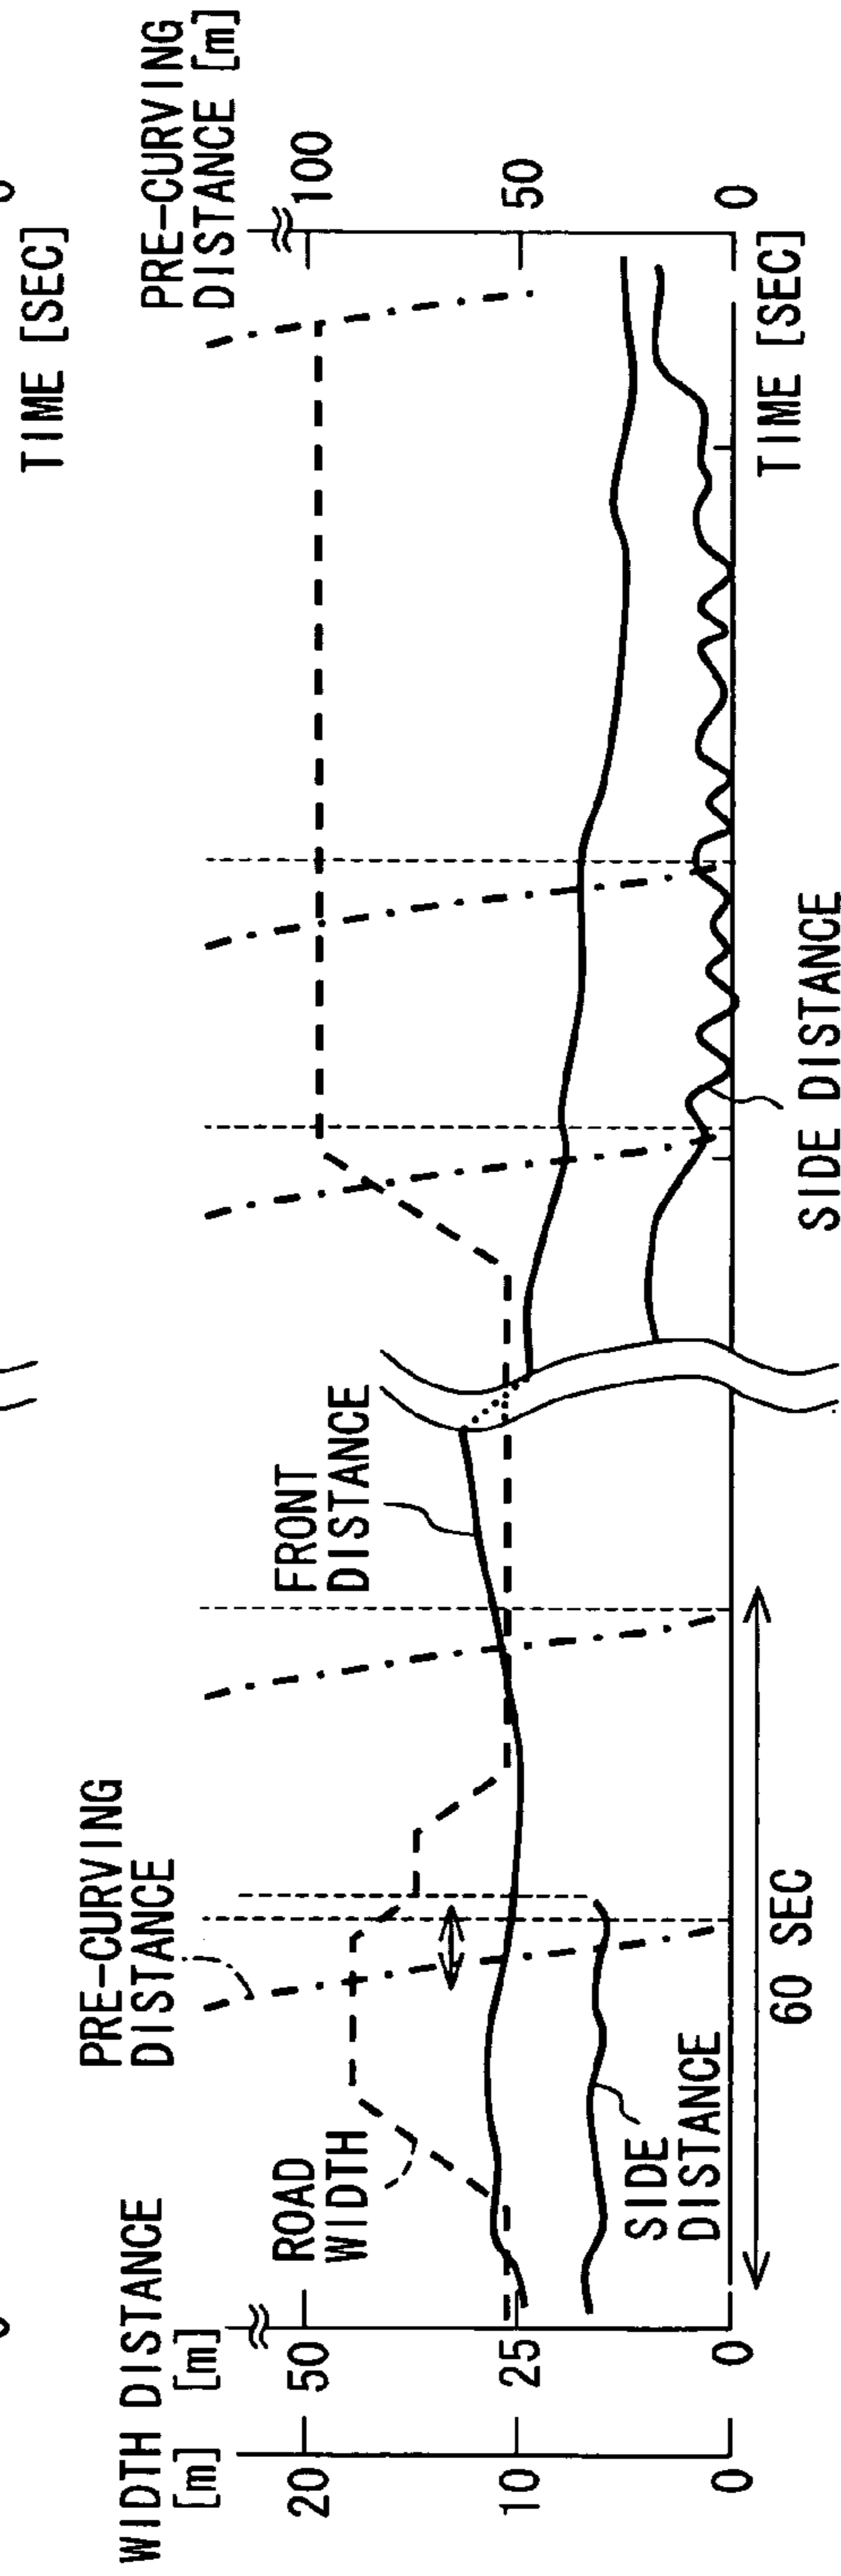 TIME [SEC]
WIDTH DISTANCE
[m] [m]
20
10
0
50
25
0
ROAD
WIDTH
PRE-CURVING
DISTANCE
SIDE
DISTANCE
60 SEC
FRONT
DISTANCE
SIDE DISTANCE
PRE-CURVING
DISTANCE [m]
100
50
0
TIME [SEC]